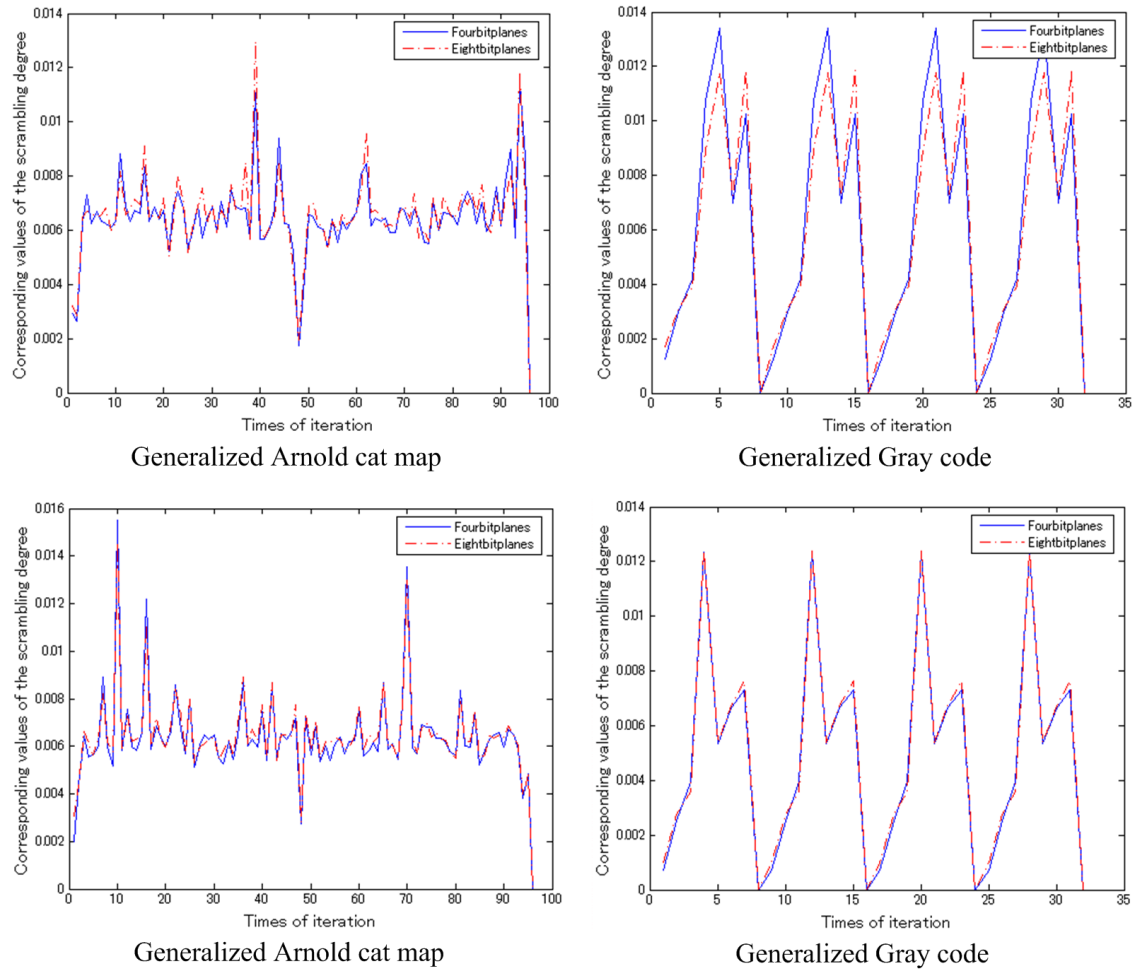 0.014
0.012
0.01
0.008
0.006
0.004
0.002
0
Corresponding values of the scrambling degree
Fourbitplanes
Eightbitplanes
0 10 20 30 40 50 60 70 80 90 100
Times of iteration
Generalized Arnold cat map
0.014
0.012
0.01
0.008
0.006
0.004
0.002
0
Corresponding values of the scrambling degree
Fourbitplanes
Eightbitplanes
0 5 10 15 20 25 30 35
Times of iteration
Generalized Gray code
0.016
0.014
0.012
0.01
0.008
0.006
0.004
0.002
0
Corresponding values of the scrambling degree
Fourbitplanes
Eightbitplanes
0 10 20 30 40 50 60 70 80 90 100
Times of iteration
Generalized Arnold cat map
0.014
0.012
0.01
0.008
0.006
0.004
0.002
0
Corresponding values of the scrambling degree
Fourbitplanes
Eightbitplanes
0 5 10 15 20 25 30 35
Times of iteration
Generalized Gray code